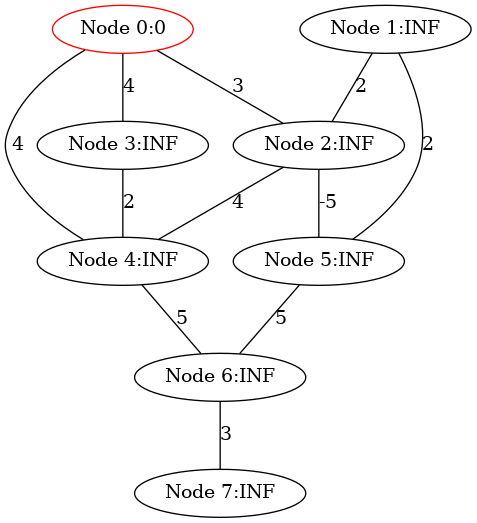 Node 0:0
Node 1:INF
4
3
2
Node 3:INF
Node 2:INF
4
2
4
-5
2
Node 4:INF
Node 5:INF
5
5
Node 6:INF
3
Node 7:INF